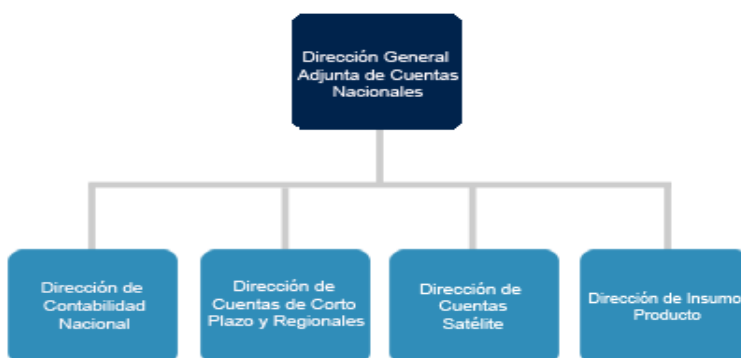 Dirección General
Adjunta de Cuentas
Nacionales
Dirección de
Contabilidad
Nacional
Dirección de
Cuentas de Corto
Plazo y Regionales
Dirección de
Cuentas
Satélite
Dirección de Insumo
Producto